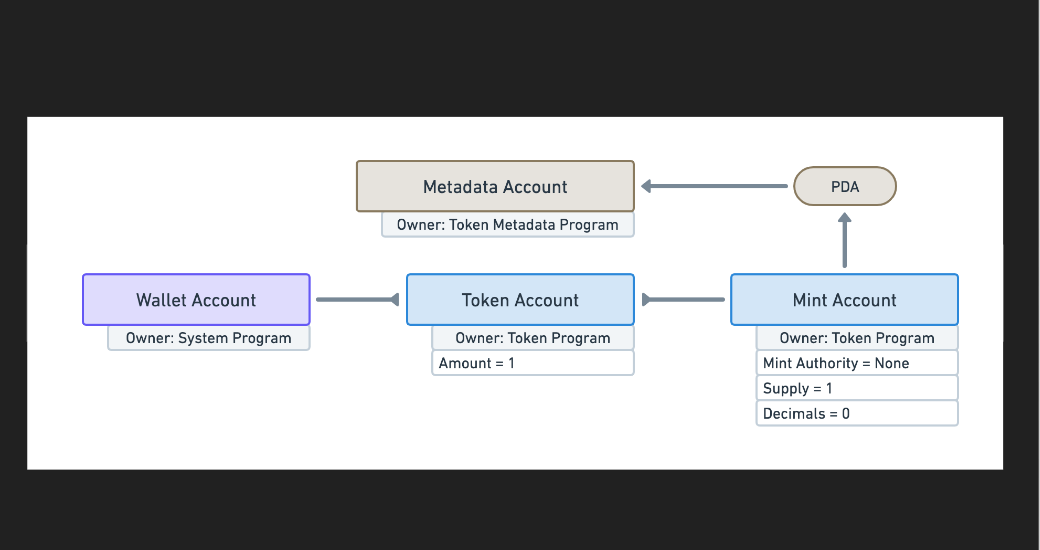 Metadata Account
PDA
Owner: Token Metadata Program
Wallet Account
Token Account
Mint Account
Owner: System Program
Owner: Token Program
Owner: Token Program
Amount = 1
Mint Authority = None
Supply = 1
Decimals = 0